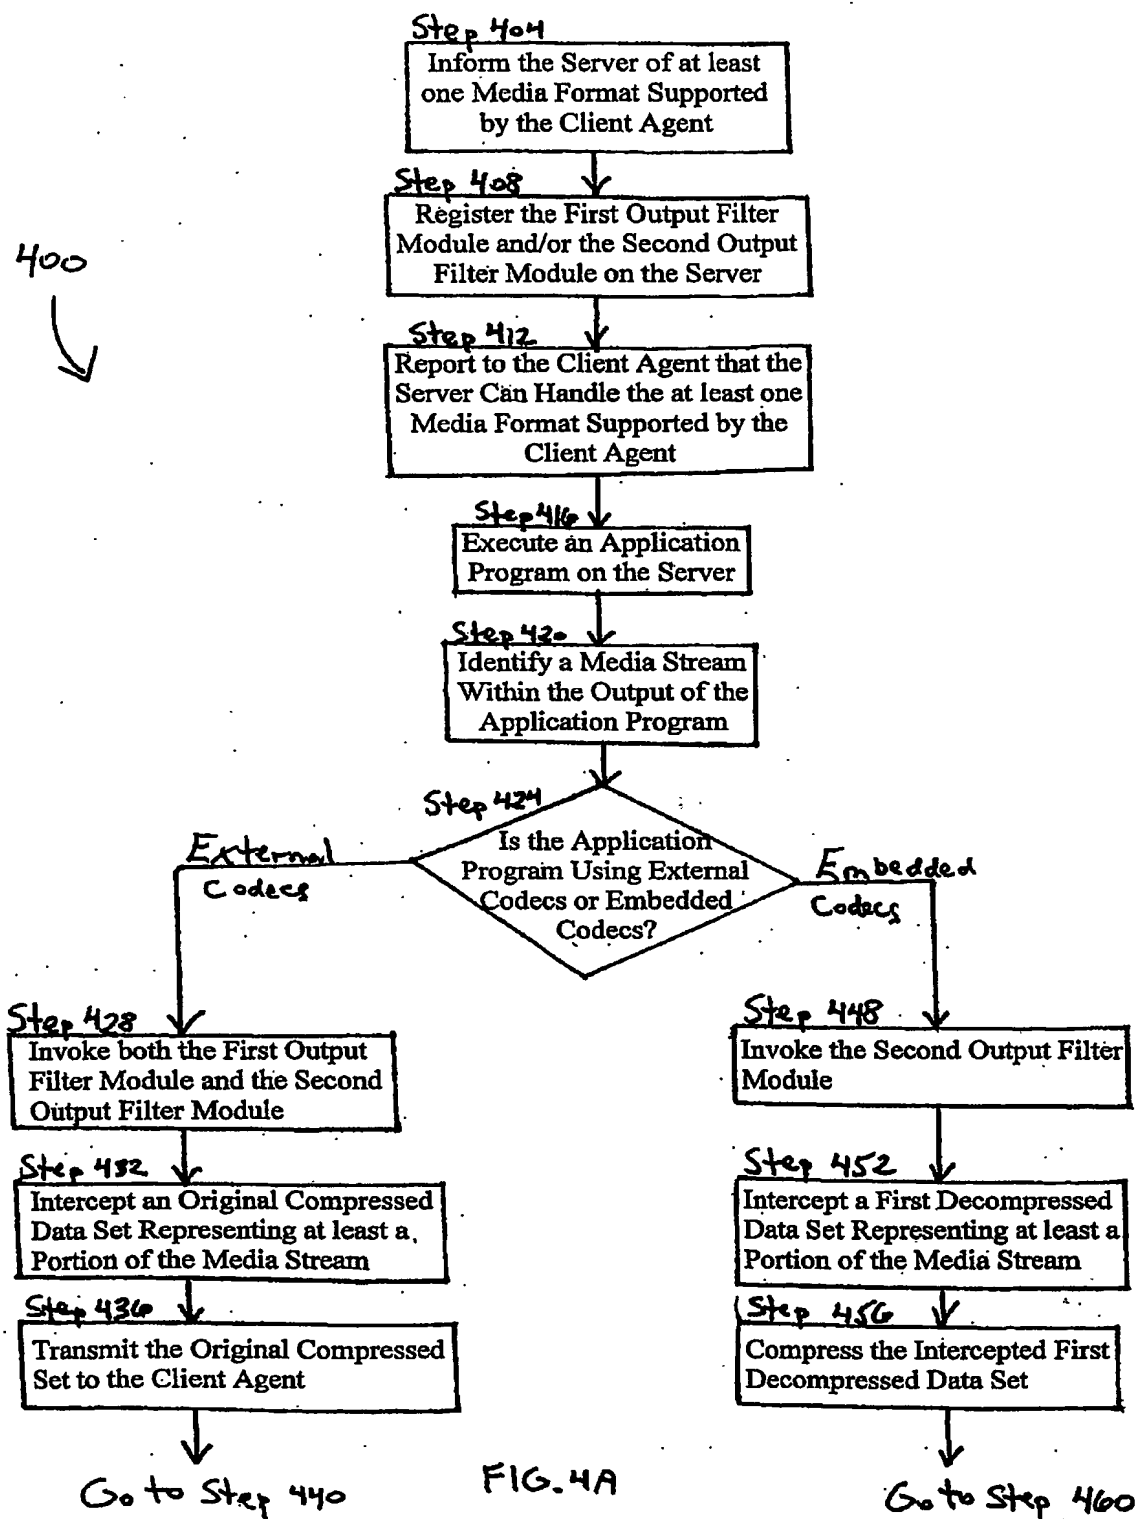 Step 404
Inform the Server of at least
one Media Format Supported
by the Client Agent
Step 408
Register the First Output Filter
Module and/or the Second Output
Filter Module on the Server
400
Step 412
Report to the Client Agent that the
Server Can Handle the at least one
Media Format Supported by the
Client Agent
Step 416
Execute an Application
Program on the Server
Step 420
Identify a Media Stream
Within the Output of the
Application Program
Step 424
Is the Application
Program Using External
Codecs or Embedded
Codecs?
External
Codecs
Embedded
Codecs
Step 428
Invoke both the First Output
Filter Module and the Second
Output Filter Module
Step 432
Intercept an Original Compressed
Data Set Representing at least a
Portion of the Media Stream
Step 436
Transmit the Original Compressed
Set to the Client Agent
Go to Step 440
Step 448
Invoke the Second Output Filter
Module
Step 452
Intercept a First Decompressed
Data Set Representing at least a
Portion of the Media Stream
Step 456
Compress the Intercepted First
Decompressed Data Set
Go to Step 460
FIG. 4A